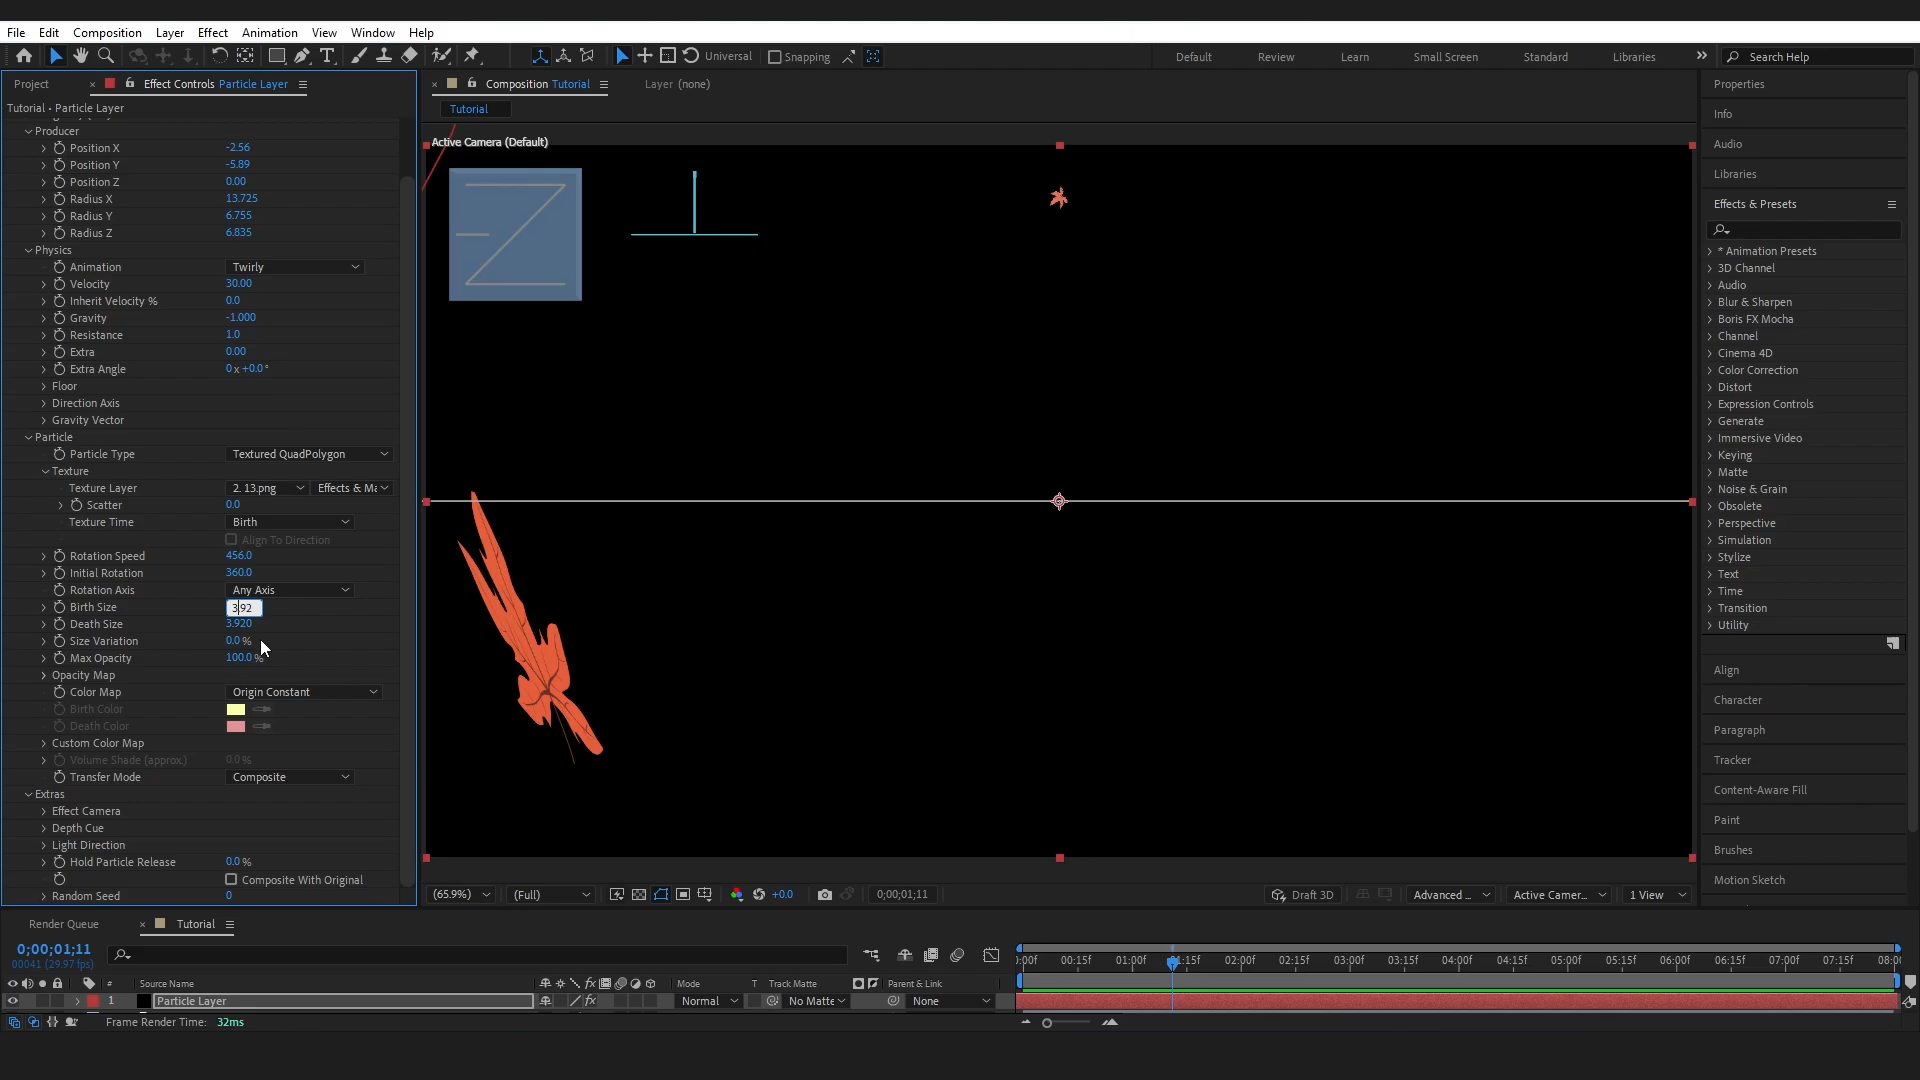 File Edit Composition Layer Effect Animation View Window Help
Universal Snapping Default Review Learn Small Screen Standard Libraries Search Help
Project Effect Controls Particle Layer
Tutorial • Particle Layer
Producer
Position X -2.56
Position Y -5.89
Position Z 0.00
Radius X 13.725
Radius Y 6.755
Radius Z 6.835
Physics
Animation Twirly
Velocity 30.00
Inherit Velocity % 0.0
Gravity -1.000
Resistance 1.0
Extra 0.00
Extra Angle 0 x +0.0 °
Floor
Direction Axis
Gravity Vector
Particle
Particle Type Textured QuadPolygon
Texture
Texture Layer 2. 13.png Effects & Ma
Scatter 0.0
Texture Time Birth
Align To Direction
Rotation Speed 456.0
Initial Rotation 360.0
Rotation Axis Any Axis
Birth Size 3.92
Death Size 3.920
Size Variation 0.0 %
Max Opacity 100.0 %
Opacity Map
Color Map Origin Constant
Birth Color
Death Color
Custom Color Map
Volume Shade (approx.) 0.0 %
Transfer Mode Composite
Extras
Effect Camera
Depth Cue
Light Direction
Hold Particle Release 0.0 %
Composite With Original
Random Seed 0
Composition Tutorial Layer (none)
Tutorial
Active Camera (Default)
(65.9%) (Full) +0.0 0;00;01;11 Draft 3D Advanced ... Active Camer... 1 View
Properties
Info
Audio
Libraries
Effects & Presets
* Animation Presets
3D Channel
Audio
Blur & Sharpen
Boris FX Mocha
Channel
Cinema 4D
Color Correction
Distort
Expression Controls
Generate
Immersive Video
Keying
Matte
Noise & Grain
Obsolete
Perspective
Simulation
Stylize
Text
Time
Transition
Utility
Align
Character
Paragraph
Tracker
Content-Aware Fill
Paint
Brushes
Motion Sketch
Render Queue Tutorial
0;00;01;11
00041 (29.97 fps)
# Source Name Mode T Track Matte Parent & Link
1 Particle Layer Normal No Matte None
):00f 00:15f 01:00f 01:15f 02:00f 02:15f 03:00f 03:15f 04:00f 04:15f 05:00f 05:15f 06:00f 06:15f 07:00f 07:15f 08:00
Frame Render Time: 32ms